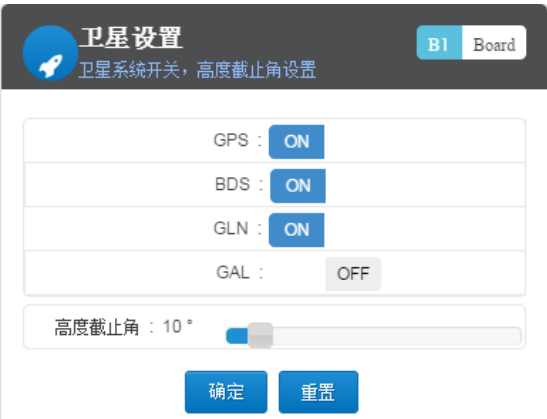 卫星设置
卫星系统开关，高度截止角设置
B1 Board
GPS : ON
BDS : ON
GLN : ON
GAL : OFF
高度截止角 : 10 °
确定 重置